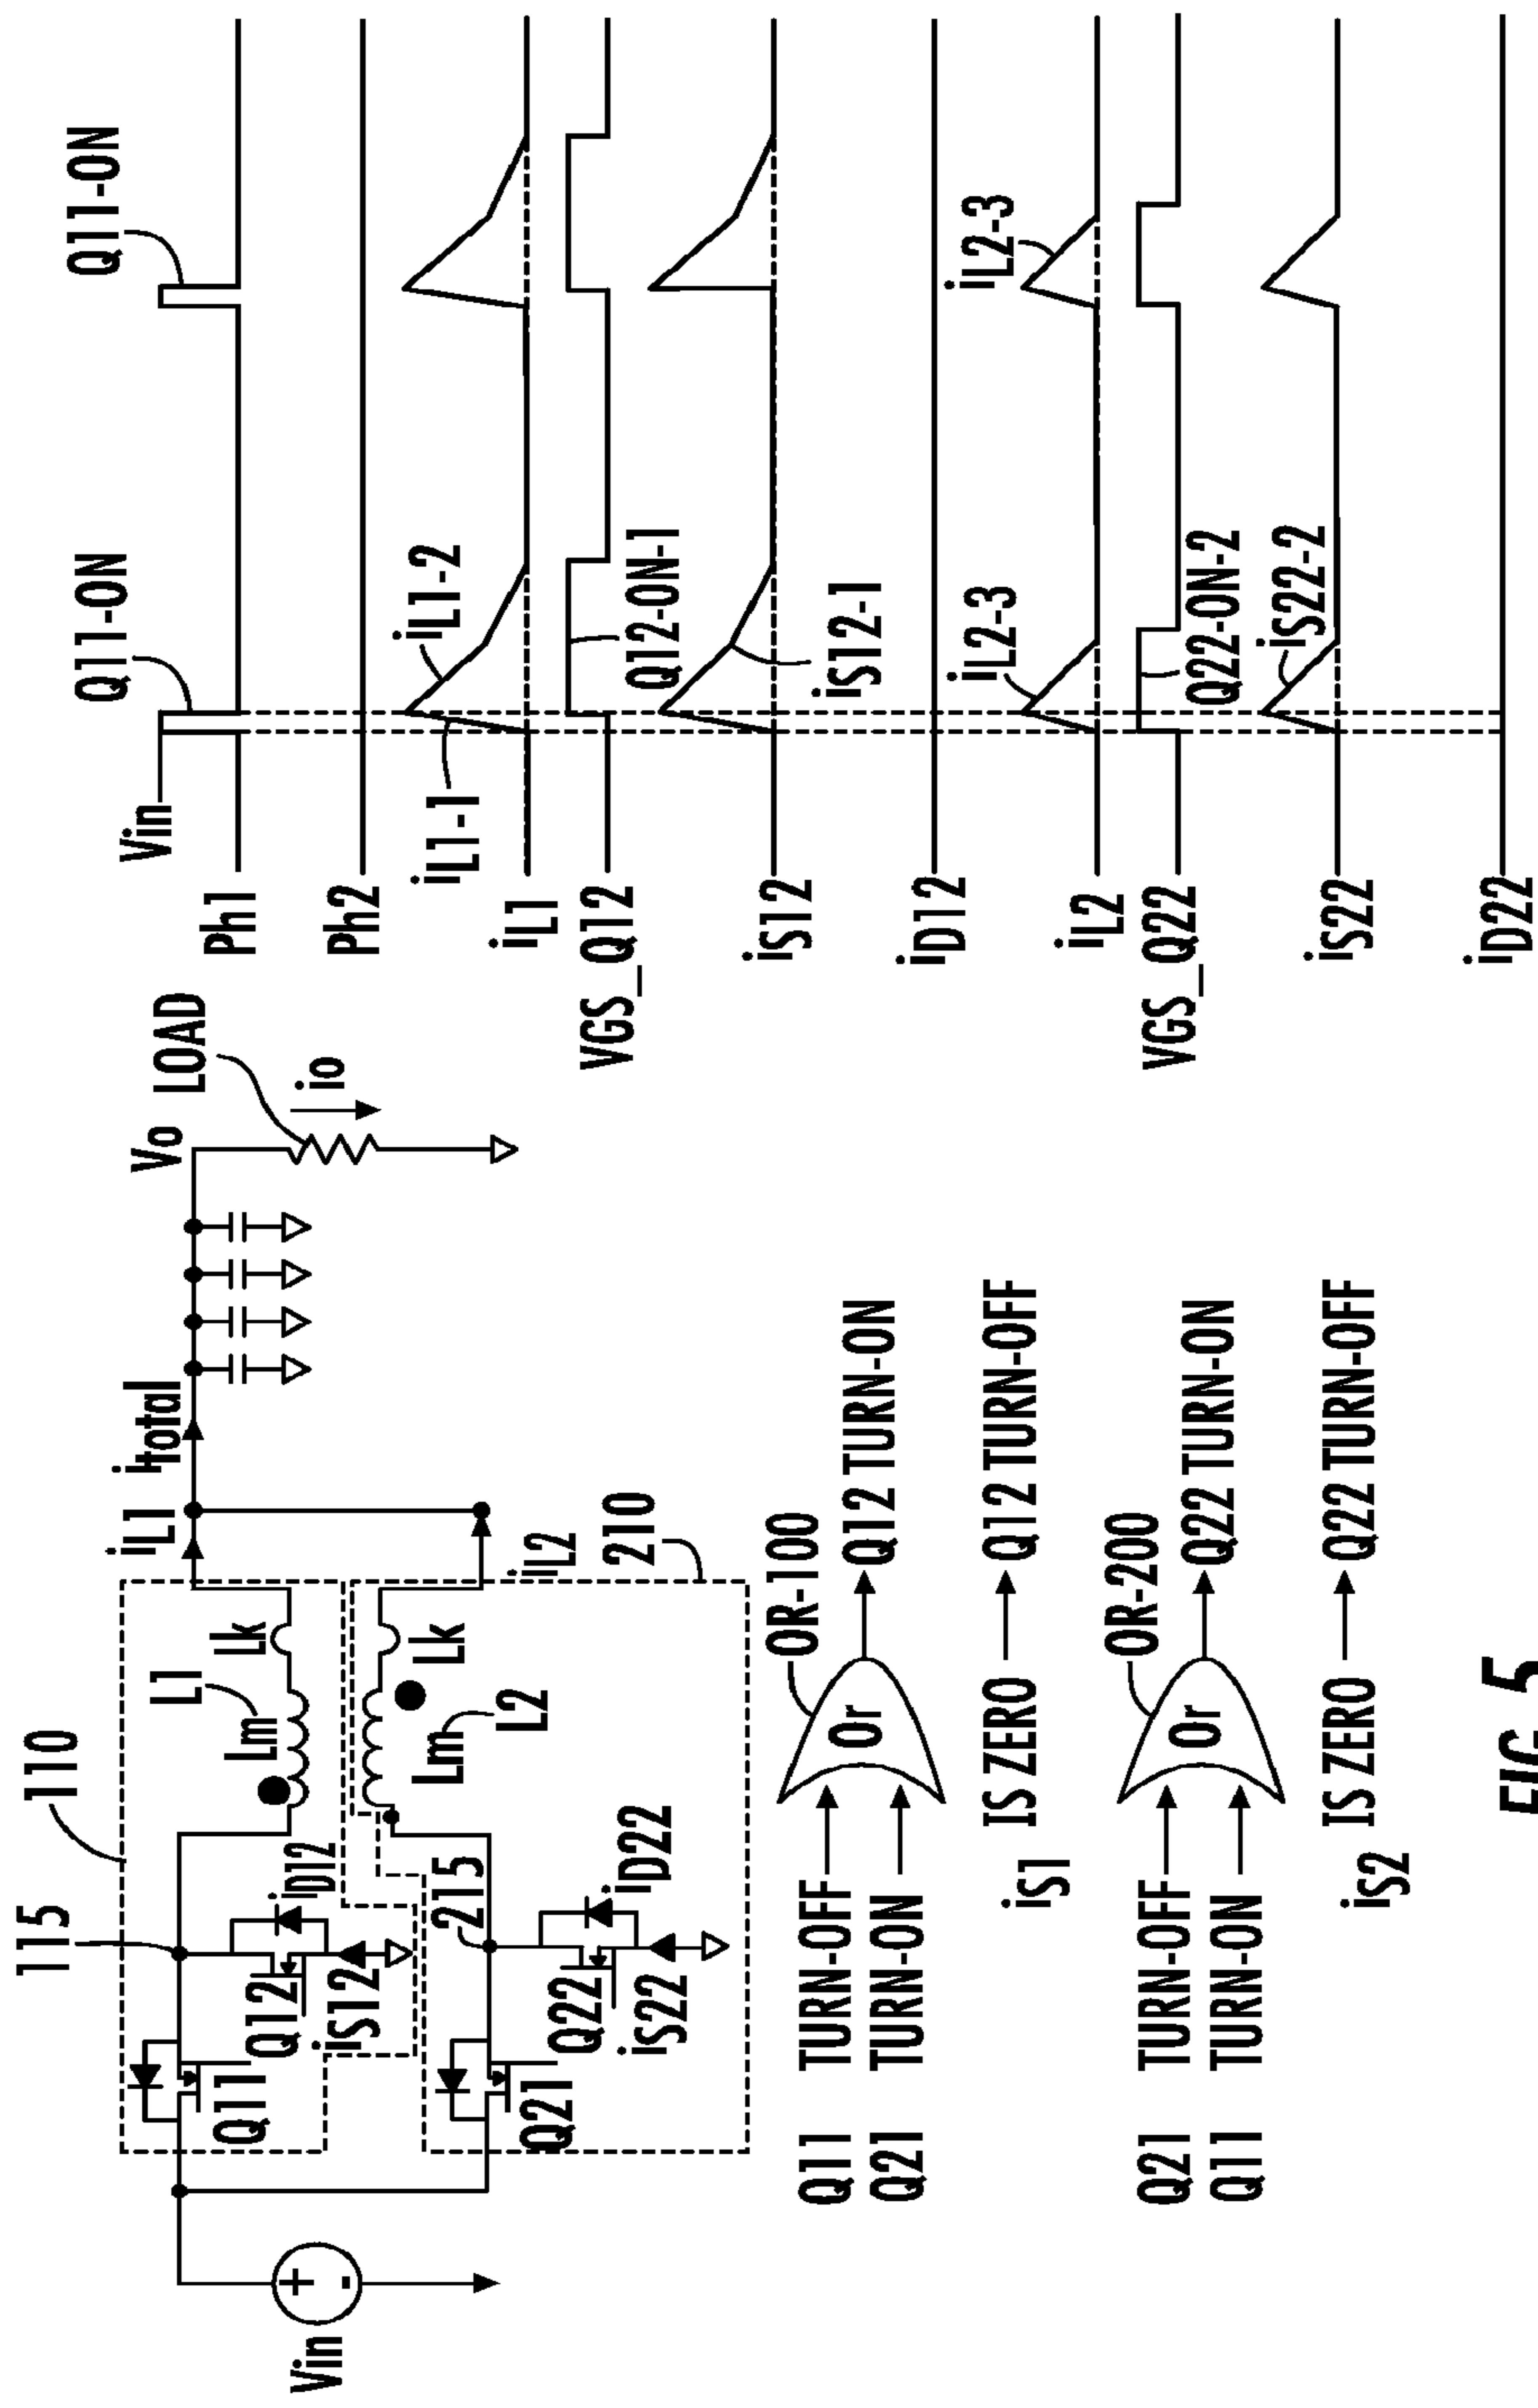 110
115
L1
Lm
Lk
iL1
itotal
Vo
LOAD
io
iD12
Q11
Q12
iS12
Vin
+
-
215
Lm
Lk
L2
iL2
210
iD22
Q21
Q22
iS22
Q11 TURN-OFF
Q21 TURN-ON
Or
OR-100
Q12 TURN-ON
iS1 IS ZERO Q12 TURN-OFF
Q21 TURN-OFF
Q11 TURN-ON
Or
OR-200
Q22 TURN-ON
iS2 IS ZERO Q22 TURN-OFF
Vin
Q11-ON
Q11-ON
Ph1
Ph2
iL1-1
iL1-2
iL1
VGS_Q12
Q12-ON-1
iS12
iS12-1
iD12
iL2-3
iL2-3
iL2
VGS_Q22
Q22-ON-2
iS22-2
iS22
iD22
FIG. 5